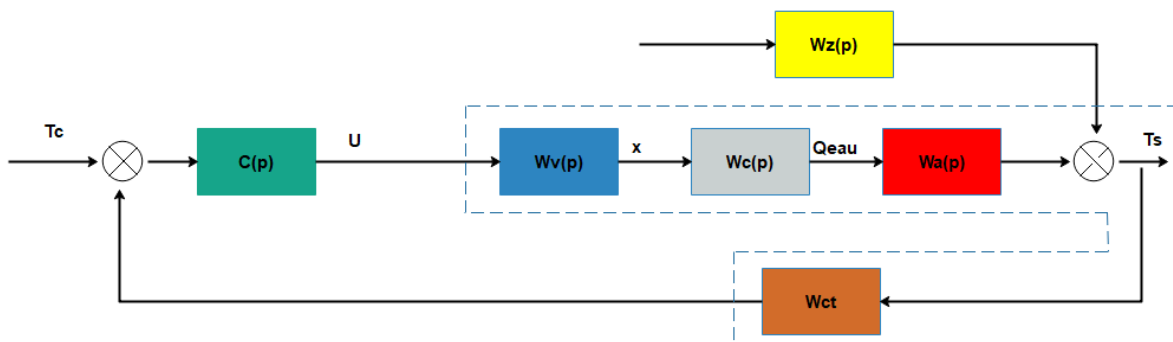 Wz(p)
Tc
C(p)
U
Wv(p)
x
Wc(p)
Qeau
Wa(p)
Ts
Wct